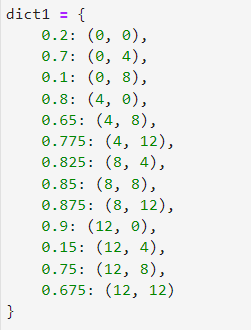 dict1 = {
    0.2: (0, 0),
    0.7: (0, 4),
    0.1: (0, 8),
    0.8: (4, 0),
    0.65: (4, 8),
    0.775: (4, 12),
    0.825: (8, 4),
    0.85: (8, 8),
    0.875: (8, 12),
    0.9: (12, 0),
    0.15: (12, 4),
    0.75: (12, 8),
    0.675: (12, 12)
}